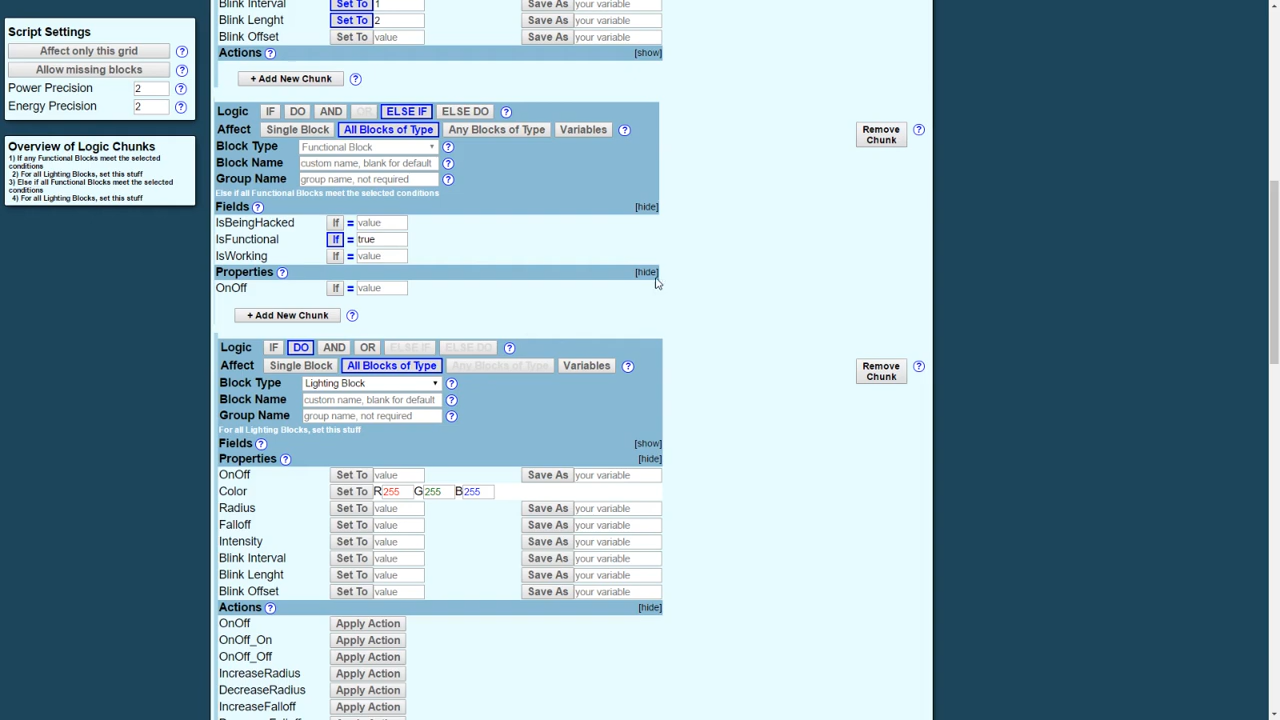 Blink Interval Set To 1 Save As your variable
Script Settings
Blink Lenght Set To 2 Save As your variable
Blink Offset Set To value Save As your variable
Affect only this grid ?
Actions ? [show]
Allow missing blocks ?
+ Add New Chunk ?
Power Precision 2 ?
Energy Precision 2 ?
Logic IF DO AND OR ELSE IF ELSE DO ?
Affect Single Block All Blocks of Type Any Blocks of Type Variables ?
Remove
Chunk ?
Overview of Logic Chunks
1) If any Functional Blocks meet the selected
conditions
2) For all Lighting Blocks, set this stuff
3) Else if all Functional Blocks meet the selected
conditions
4) For all Lighting Blocks, set this stuff
Block Type Functional Block ?
Block Name custom name, blank for default ?
Group Name group name, not required ?
Else if all Functional Blocks meet the selected conditions
Fields ? [hide]
IsBeingHacked If = value
IsFunctional If = true
IsWorking If = value
Properties ? [hide]
OnOff If = value
+ Add New Chunk ?
Logic IF DO AND OR ELSE IF ELSE DO ?
Affect Single Block All Blocks of Type Any Blocks of Type Variables ?
Remove
Chunk ?
Block Type Lighting Block ?
Block Name custom name, blank for default ?
Group Name group name, not required ?
For all Lighting Blocks, set this stuff
Fields ? [show]
Properties ? [hide]
OnOff Set To value Save As your variable
Color Set To R 255 G 255 B 255
Radius Set To value Save As your variable
Falloff Set To value Save As your variable
Intensity Set To value Save As your variable
Blink Interval Set To value Save As your variable
Blink Lenght Set To value Save As your variable
Blink Offset Set To value Save As your variable
Actions ? [hide]
OnOff Apply Action
OnOff_On Apply Action
OnOff_Off Apply Action
IncreaseRadius Apply Action
DecreaseRadius Apply Action
IncreaseFalloff Apply Action